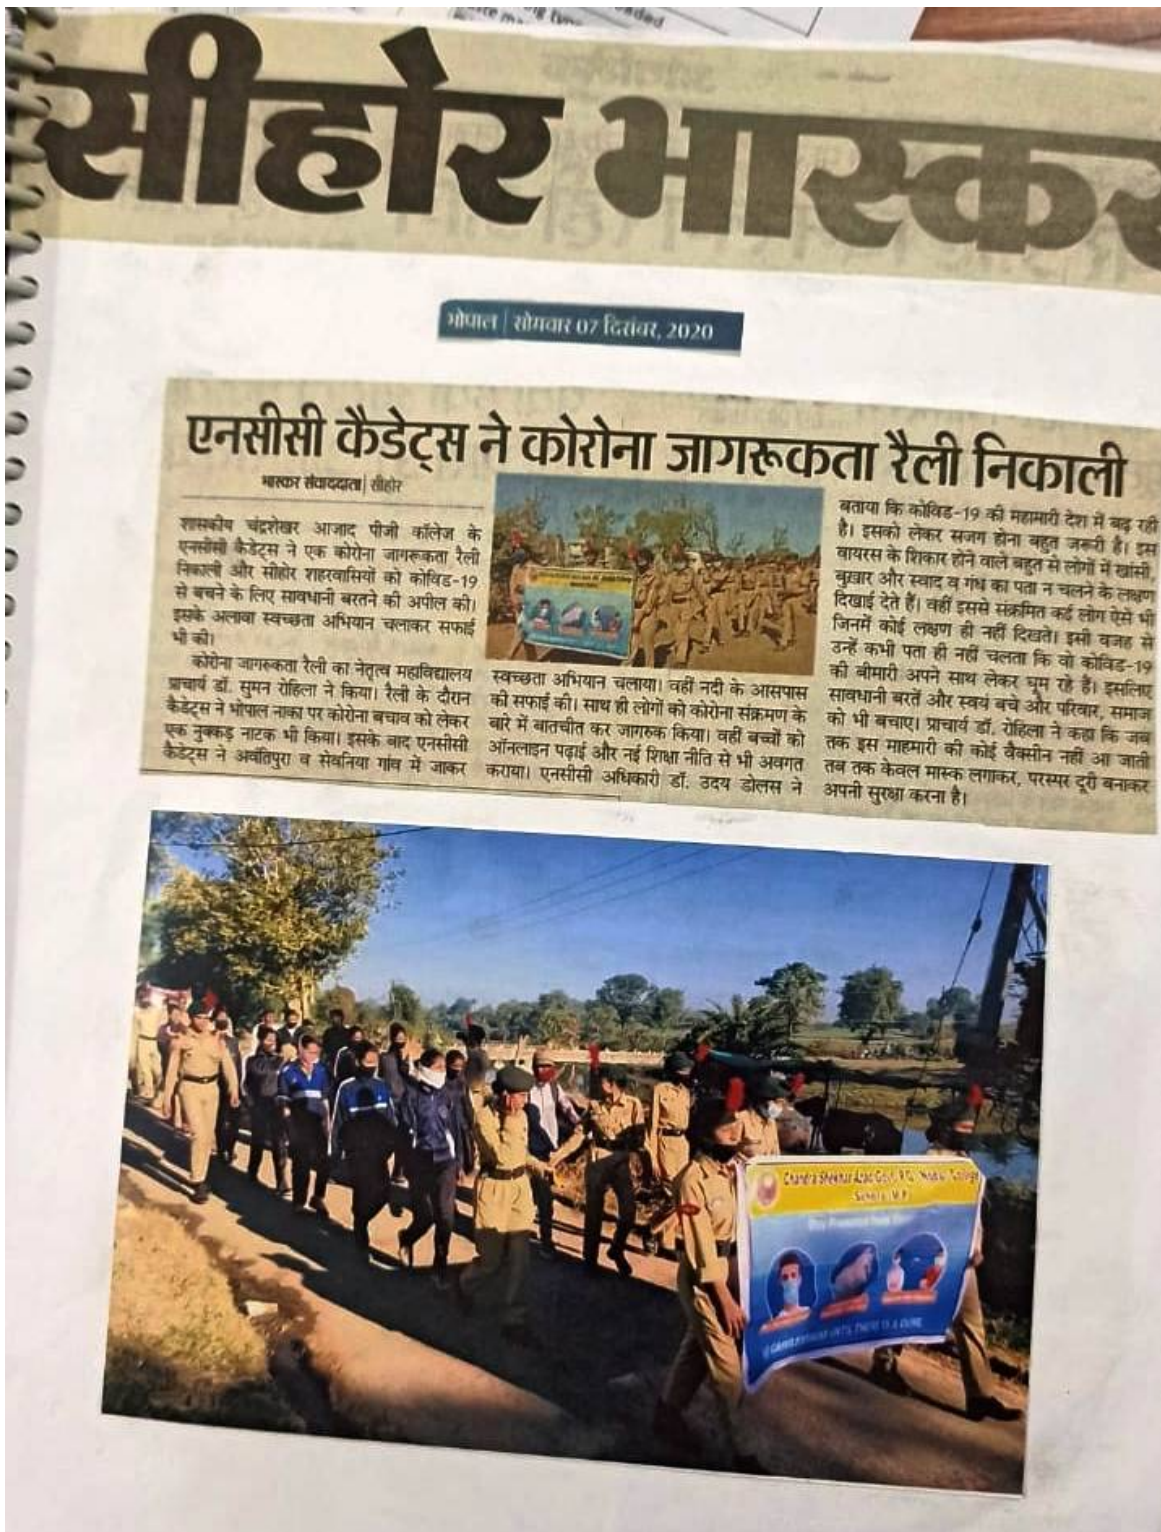 सीहोर भास्कर
भोपाल | सोमवार 07 दिसंबर, 2020
एनसीसी कैडेट्स ने कोरोना जागरूकता रैली निकाली
भास्कर संवाददाता | सीहोर
शासकीय चंद्रशेखर आजाद पीजी कॉलेज के
एनसीसी कैडेट्स ने एक कोरोना जागरूकता रैली
निकाली और सीहोर शहरवासियों को कोविड-19
से बचने के लिए सावधानी बरतने की अपील की।
इसके अलावा स्वच्छता अभियान चलाकर सफाई
भी की।
कोरोना जागरुकता रैली का नेतृत्व महाविद्यालय
प्राचार्य डॉ. सुमन रोहिला ने किया। रैली के दौरान
कैडेट्स ने भोपाल नाका पर कोरोना बचाव को लेकर
एक नुक्कड़ नाटक भी किया। इसके बाद एनसीसी
कैडेट्स ने अवंतिपुरा व सेवनिया गांव में जाकर
स्वच्छता अभियान चलाया। वहीं नदी के आसपास
की सफाई की। साथ ही लोगों को कोरोना संक्रमण के
बारे में बातचीत कर जागरुक किया। वहीं बच्चों को
ऑनलाइन पढ़ाई और नई शिक्षा नीति से भी अवगत
कराया। एनसीसी अधिकारी डॉ. उदय डोलस ने
बताया कि कोविड-19 की महामारी देश में बढ़ रही
है। इसको लेकर सजग होना बहुत जरूरी है। इस
वायरस के शिकार होने वाले बहुत से लोगों में खांसी,
बुखार और स्वाद व गंध का पता न चलने के लक्षण
दिखाई देते हैं। वहीं इससे संक्रमित कई लोग ऐसे भी
जिनमें कोई लक्षण ही नहीं दिखते। इसी वजह से
उन्हें कभी पता ही नहीं चलता कि वो कोविड-19
की बीमारी अपने साथ लेकर घूम रहे हैं। इसलिए
सावधानी बरतें और स्वयं बचे और परिवार, समाज
को भी बचाए। प्राचार्य डॉ. रोहिला ने कहा कि जब
तक इस माहमारी की कोई वैक्सीन नहीं आ जाती
तब तक केवल मास्क लगाकर, परस्पर दूरी बनाकर
अपनी सुरक्षा करना है।
Chandra Shekhar Azad Govt. P.G. Nodal College
Sehore M.P.